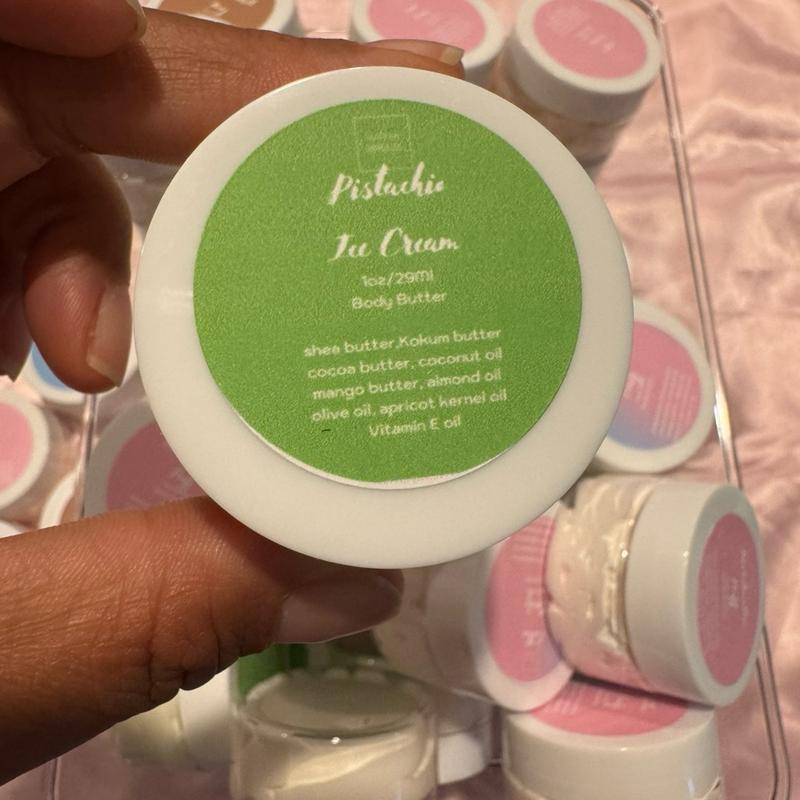 Pistachio
Ice Cream
1oz/29Ml
Body Butter
shea butter,Kokum butter
cocoa butter, coconut oil
mango butter, almond oil
olive oil, apricot kernel oil
Vitamin E oil